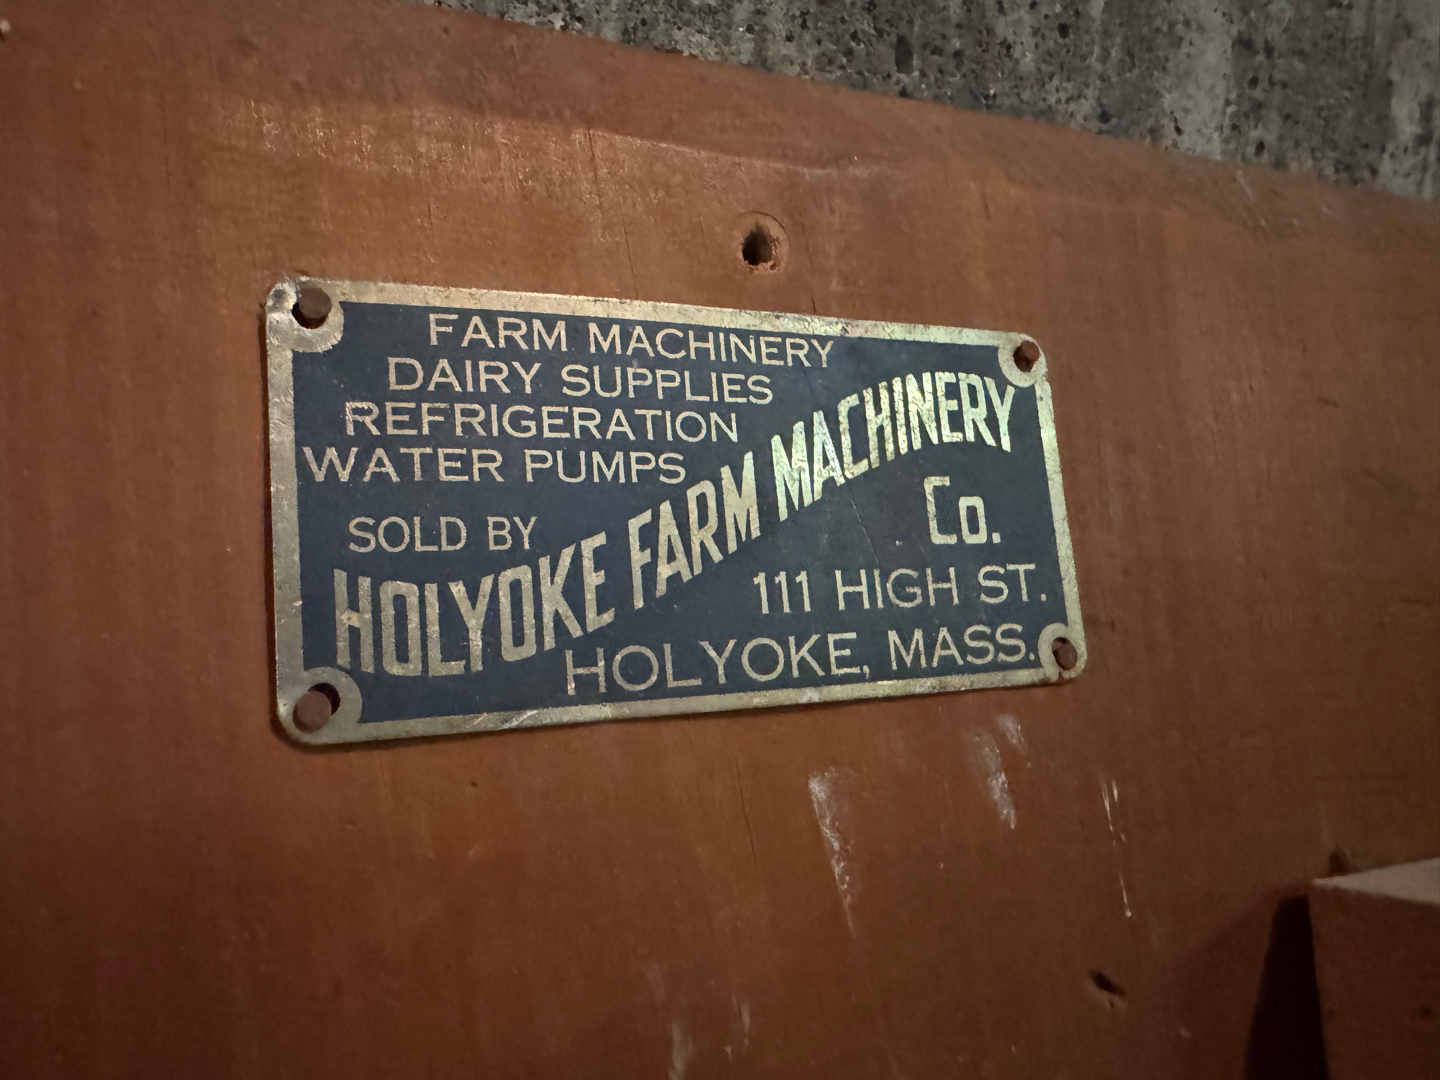 FARM MACHINERY
DAIRY SUPPLIES
REFRIGERATION
WATER PUMPS
SOLD BY
HOLYOKE FARM MACHINERY
Co.
111 HIGH ST.
HOLYOKE, MASS.